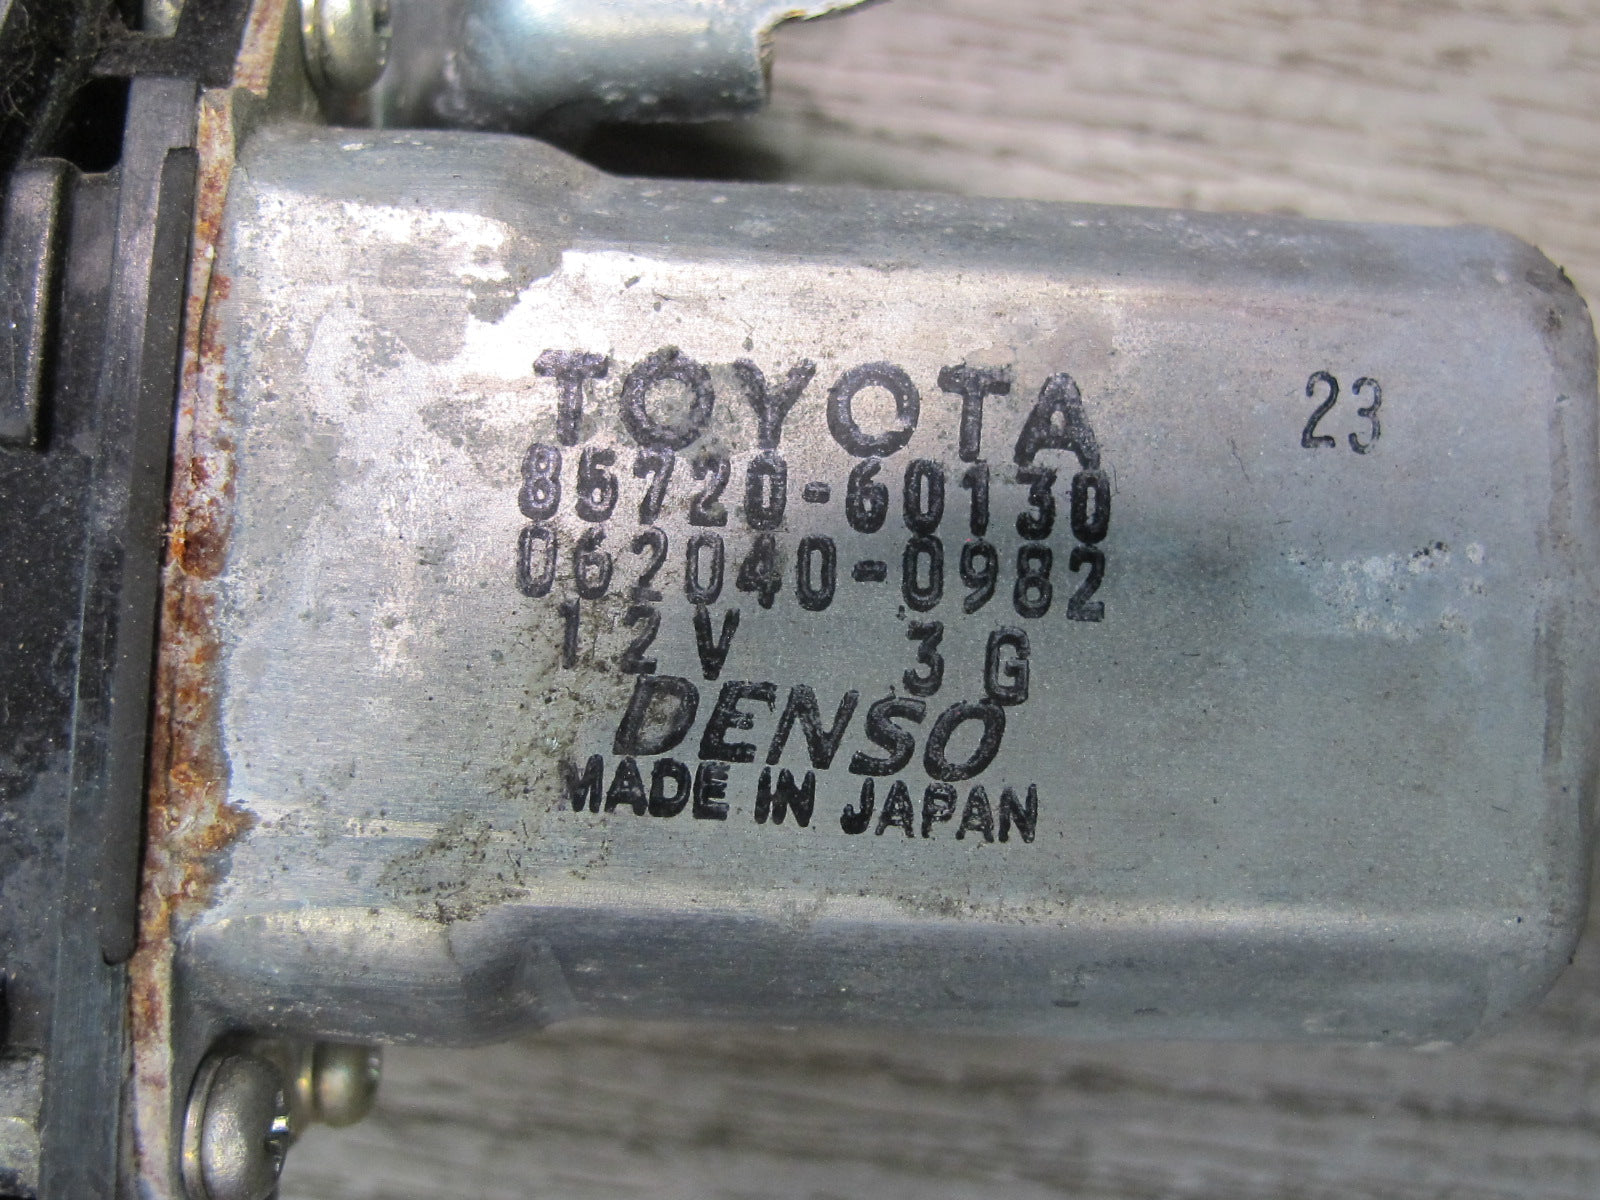 TOYOTA
23
85720-60130
062040-0982
12V 3G
DENSO
MADE IN JAPAN